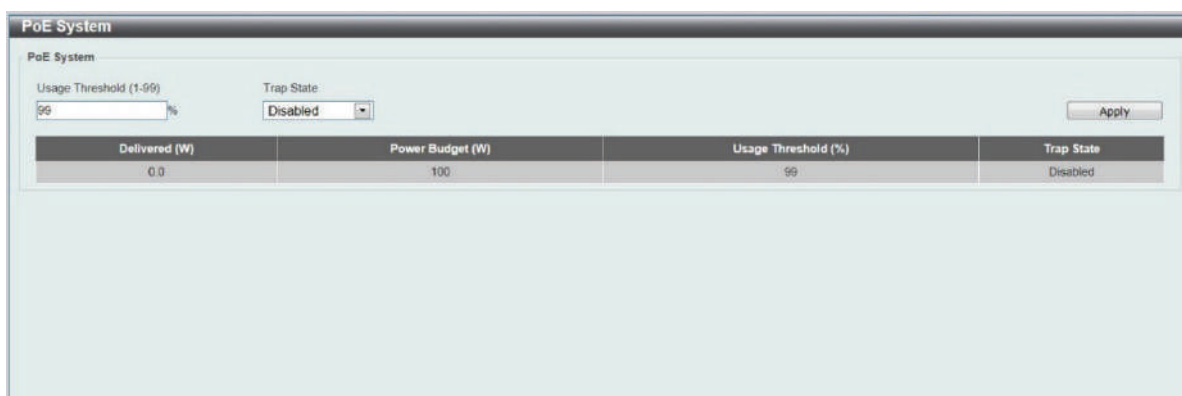 PoE System
PoE System
Usage Threshold (1-99) Trap State
99 % Disabled Apply
Delivered (W) Power Budget (W) Usage Threshold (%) Trap State
0.0 100 99 Disabled